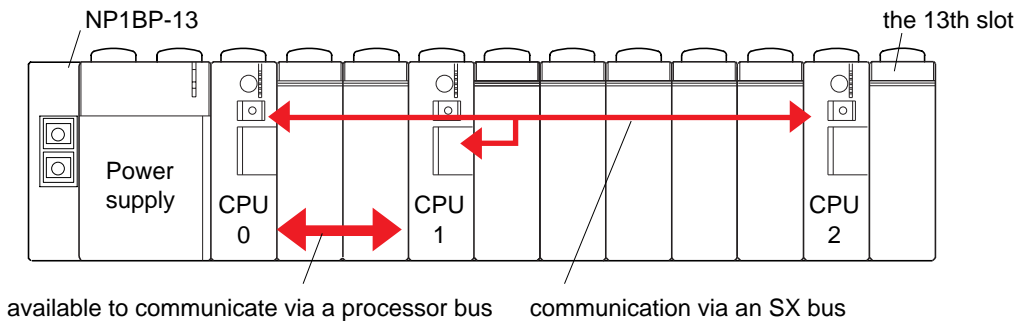 NP1BP-13
the 13th slot
Power
supply
CPU
0
CPU
1
CPU
2
available to communicate via a processor bus
communication via an SX bus